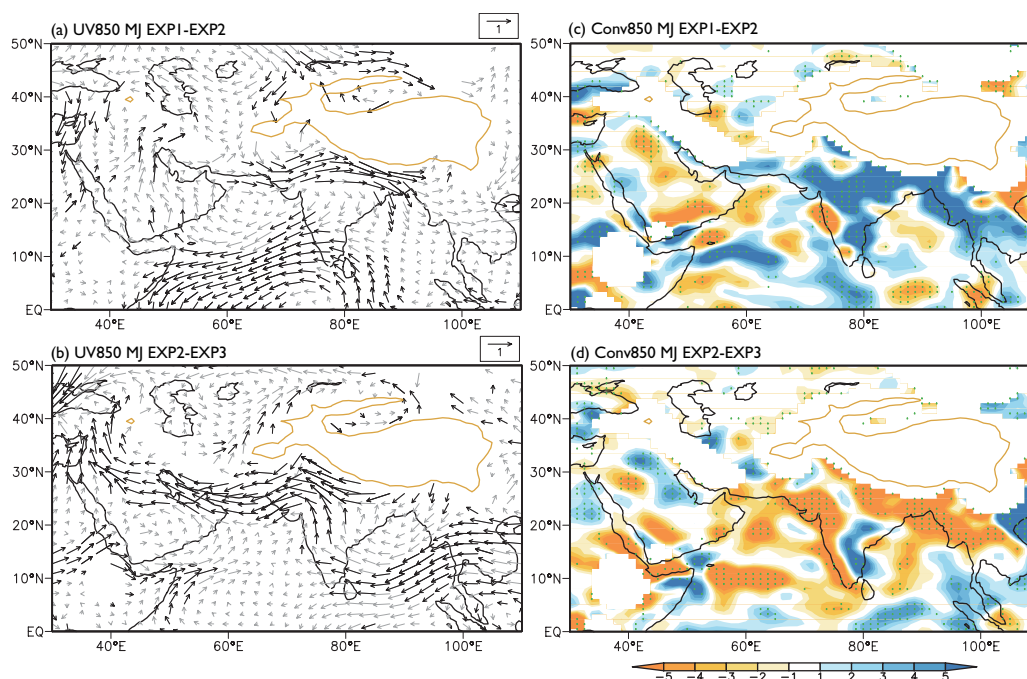 (a) UV850 MJ EXP1-EXP2
1
50°N
40°N
30°N
20°N
10°N
EQ
40°E 60°E 80°E 100°E
(c) Conv850 MJ EXP1-EXP2
50°N
40°N
30°N
20°N
10°N
EQ
40°E 60°E 80°E 100°E
(b) UV850 MJ EXP2-EXP3
1
50°N
40°N
30°N
20°N
10°N
EQ
40°E 60°E 80°E 100°E
(d) Conv850 MJ EXP2-EXP3
50°N
40°N
30°N
20°N
10°N
EQ
40°E 60°E 80°E 100°E
-5 -4 -3 -2 -1 1 2 3 4 5